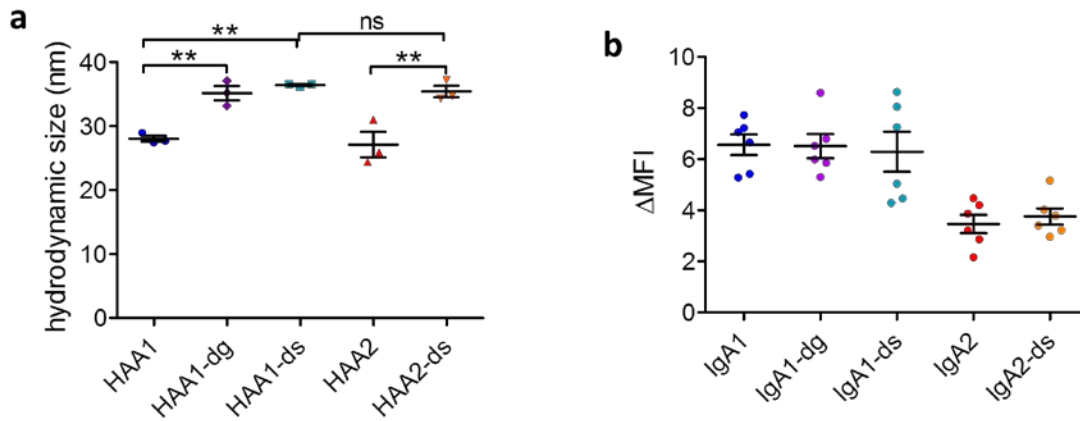 a
hydrodynamic size (nm)
40
30
20
10
0
**
**
ns
**
HAA1
HAA1-dg
HAA1-ds
HAA2
HAA2-ds
b
ΔMFI
10
8
6
4
2
0
IgA1
IgA1-dg
IgA1-ds
IgA2
IgA2-ds